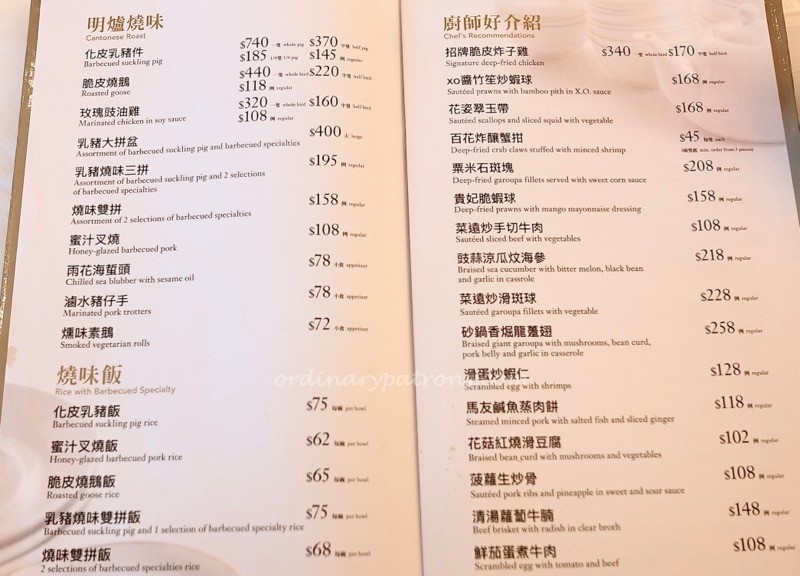 明爐燒味
Cantonese Roast
化皮乳豬件 $740 一隻 whole pig $370 半隻 half pig
Barbecued suckling pig $185 1/4隻 1/4 pig $145 例 regular
脆皮燒鵝 $440 一隻 whole bird $220 半隻 half bird
Roasted goose $118 例 regular
玫瑰豉油雞 $320 一隻 whole bird $160 半隻 half bird
Marinated chicken in soy sauce $108 例 regular
乳豬大拼盆 $400 大 large
Assortment of barbecued suckling pig and barbecued specialties
乳豬燒味三拼 $195 例 regular
Assortment of barbecued suckling pig and 2 selections
of barbecued specialties
燒味雙拼 $158 例 regular
Assortment of 2 selections of barbecued specialties
蜜汁叉燒 $108 例 regular
Honey-glazed barbecued pork
雨花海蜇頭 $78 小食 appetiser
Chilled sea blubber with sesame oil
滷水豬仔手 $78 小食 appetiser
Marinated pork trotters
燻味素鵝 $72 小食 appetiser
Smoked vegetarian rolls
燒味飯
Rice with Barbecued Specialty
化皮乳豬飯 $75 每碗 per bowl
Barbecued suckling pig rice
蜜汁叉燒飯 $62 每碗 per bowl
Honey-glazed barbecued pork rice
脆皮燒鵝飯 $65 每碗 per bowl
Roasted goose rice
乳豬燒味雙拼飯 $75 每碗 per bowl
Barbecued suckling pig and 1 selection of barbecued specialty rice
燒味雙拼飯 $68 每碗 per bowl
2 selections of barbecued specialties rice
廚師好介紹
Chef's Recommendations
招牌脆皮炸子雞 $340 一隻 whole bird $170 半隻 half bird
Signature deep-fried chicken
xo醬竹笙炒蝦球 $168 例 regular
Sautéed prawns with bamboo pith in X.O. sauce
花姿翠玉帶 $168 例 regular
Sautéed scallops and sliced squid with vegetable
百花炸釀蟹拑 $45 每隻 each
Deep-fried crab claws stuffed with minced shrimp (兩隻起 min. order from 2 pieces)
粟米石斑塊 $208 例 regular
Deep-fried garoupa fillets served with sweet corn sauce
貴妃脆蝦球 $158 例 regular
Deep-fried prawns with mango mayonnaise dressing
菜遠炒手切牛肉 $108 例 regular
Sautéed sliced beef with vegetables
豉蒜涼瓜炆海參 $218 例 regular
Braised sea cucumber with bitter melon, black bean
and garlic in casserole
菜遠炒滑斑球 $228 例 regular
Sautéed garoupa fillets with vegetable
砂鍋香焗龍躉翅 $258 例 regular
Braised giant garoupa with mushrooms, bean curd,
pork belly and garlic in casserole
滑蛋炒蝦仁 $128 例 regular
Scrambled egg with shrimps
馬友鹹魚蒸肉餅 $118 例 regular
Steamed minced pork with salted fish and sliced ginger
花菇紅燒滑豆腐 $102 例 regular
Braised bean curd with mushrooms and vegetables
菠蘿生炒骨 $108 例 regular
Sautéed pork ribs and pineapple in sweet and sour sauce
清湯蘿蔔牛腩 $148 例 regular
Beef brisket with radish in clear broth
鮮茄蛋煮牛肉 $108 例 regular
Scrambled egg with tomato and beef